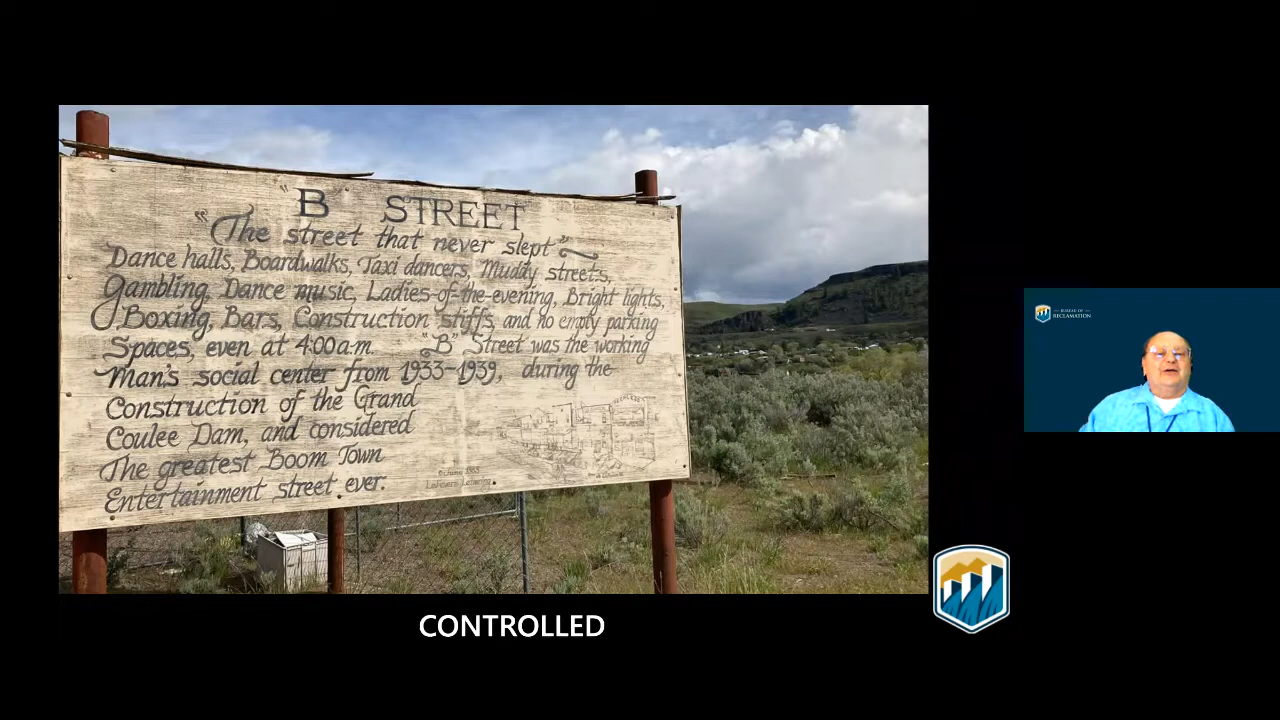 "B" STREET
"The street that never slept"
Dance halls, Boardwalks, Taxi dancers, Muddy streets,
Gambling, Dance music, Ladies-of-the-evening, Bright lights,
Boxing, Bars, Construction stiffs, and no empty parking
Spaces, even at 4:00 a.m. "B" Street was the working
Man's social center from 1933-1939, during the
Construction of the Grand
Coulee Dam, and considered
The greatest Boom Town
Entertainment street ever.
BUREAU OF
RECLAMATION
CONTROLLED